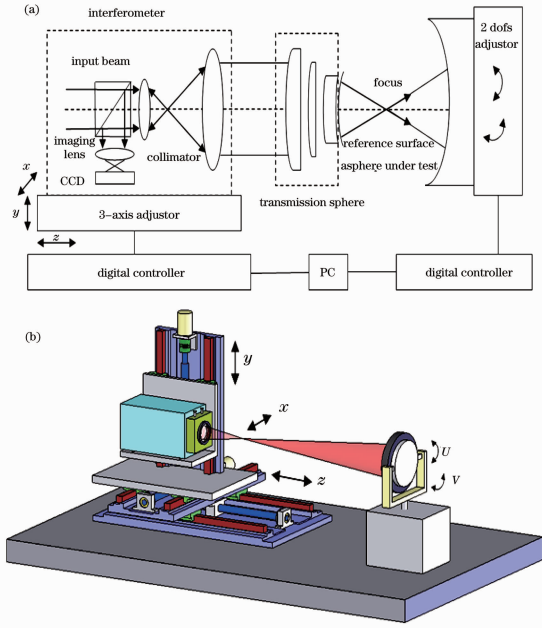 (a)
interferometer
2 dofs
adjustor
input beam
focus
imaging
lens
collimator
reference surface
asphere under test
CCD
x
transmission sphere
y
3-axis adjustor
z
digital controller
PC
digital controller
(b)
y
x
U
z
V